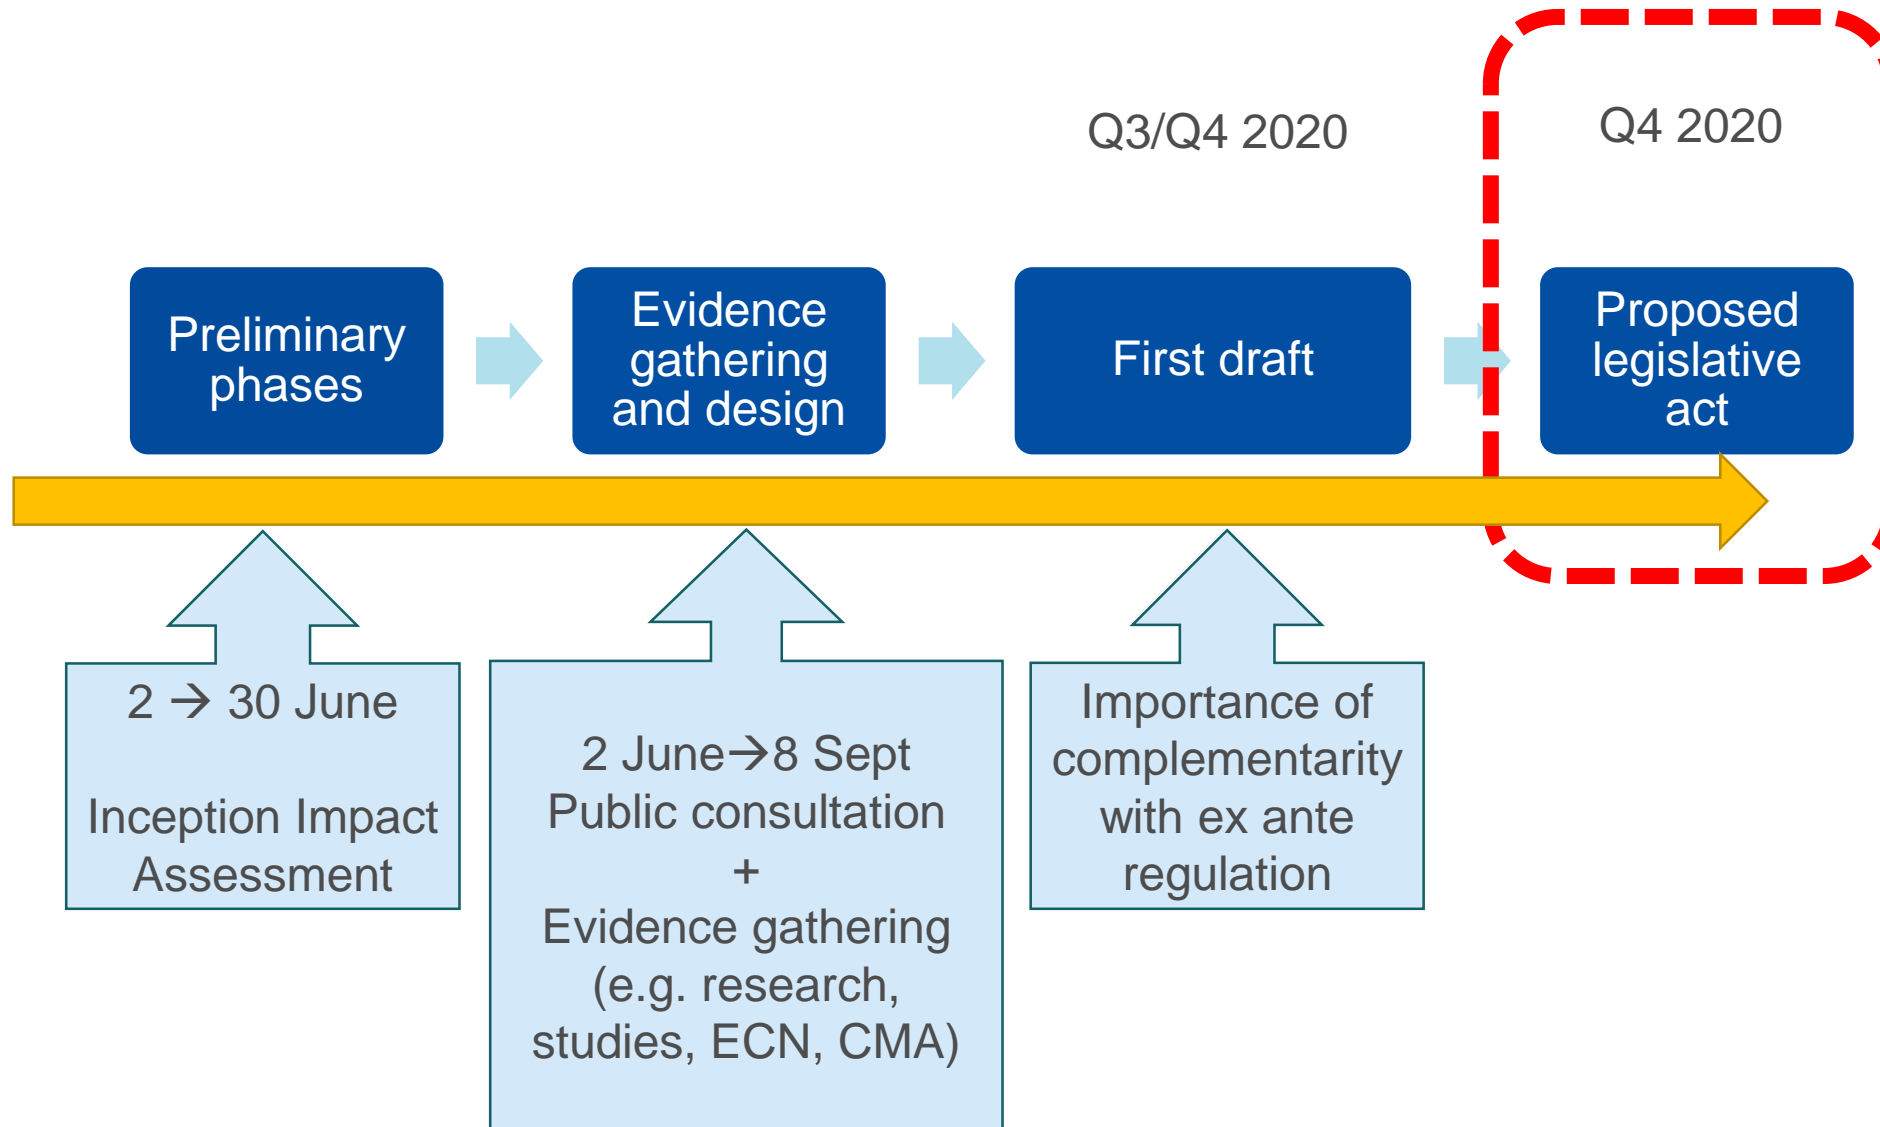 Q3/Q4 2020
Q4 2020
Preliminary
phases
Evidence
gathering
and design
First draft
Proposed
legislative
act
2 → 30 June
Inception Impact
Assessment
2 June→8 Sept
Public consultation
+
Evidence gathering
(e.g. research,
studies, ECN, CMA)
Importance of
complementarity
with ex ante
regulation